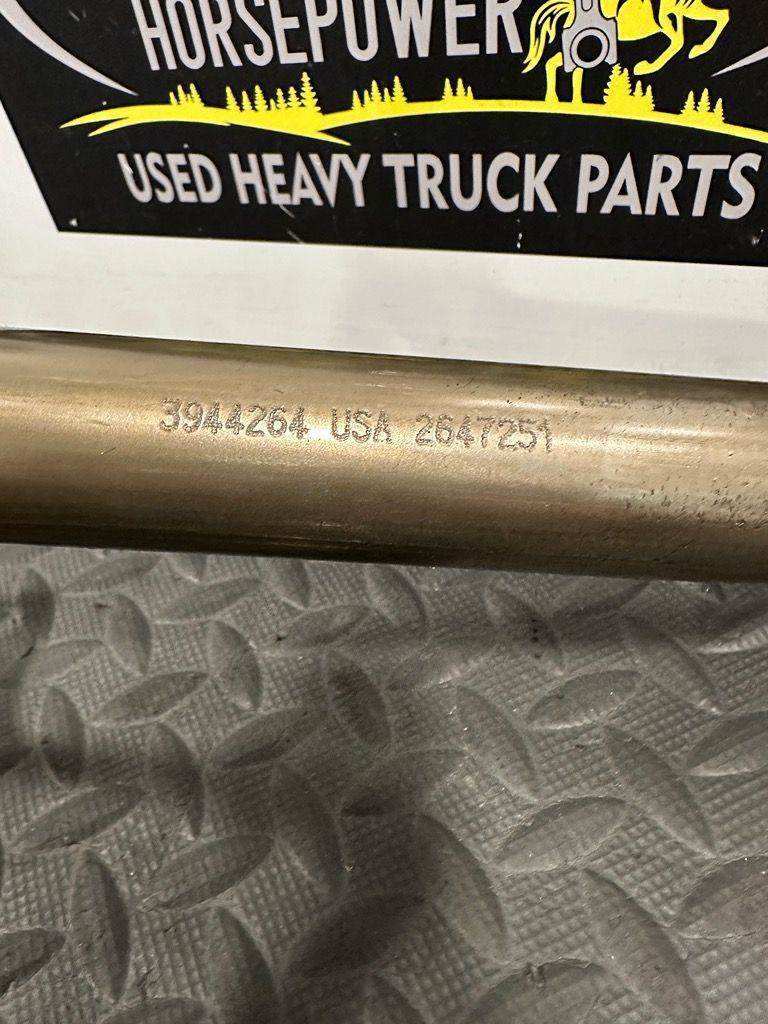 HORSEPOWER
USED HEAVY TRUCK PARTS
3944264 USA 2647251